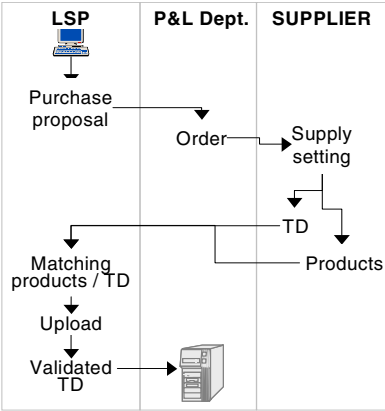 LSP P&L Dept. SUPPLIER
Purchase
proposal
Order
Supply
setting
TD
Products
Matching
products / TD
Upload
Validated
TD